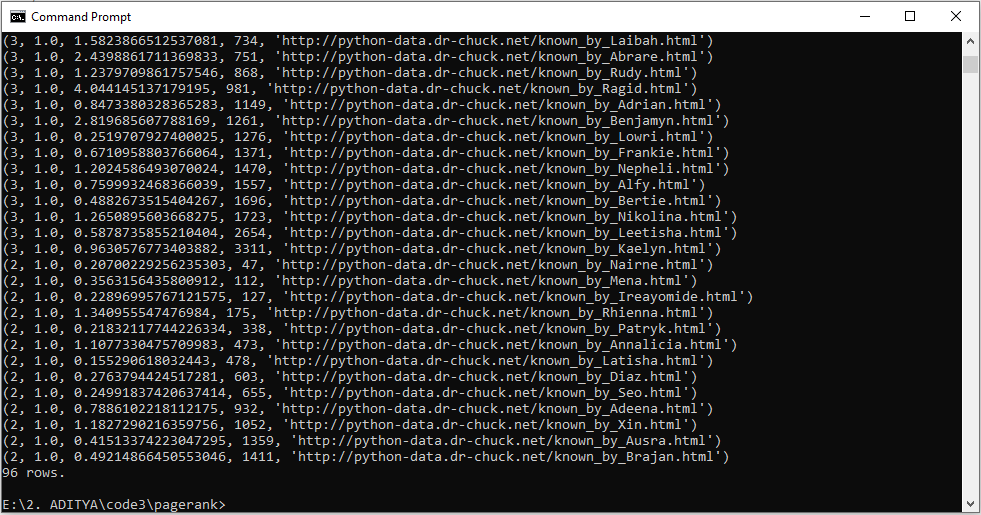 Command Prompt
(3, 1.0, 1.5823866512537081, 734, 'http://python-data.dr-chuck.net/known_by_Laibah.html')
(3, 1.0, 2.4398861711369833, 751, 'http://python-data.dr-chuck.net/known_by_Abrare.html')
(3, 1.0, 1.2379709861757546, 868, 'http://python-data.dr-chuck.net/known_by_Rudy.html')
(3, 1.0, 4.044145137179195, 981, 'http://python-data.dr-chuck.net/known_by_Ragid.html')
(3, 1.0, 0.8473380328365283, 1149, 'http://python-data.dr-chuck.net/known_by_Adrian.html')
(3, 1.0, 2.819685607788169, 1261, 'http://python-data.dr-chuck.net/known_by_Benjamyn.html')
(3, 1.0, 0.2519707927400025, 1276, 'http://python-data.dr-chuck.net/known_by_Lowri.html')
(3, 1.0, 0.6710958803766064, 1371, 'http://python-data.dr-chuck.net/known_by_Frankie.html')
(3, 1.0, 1.2024586493070024, 1470, 'http://python-data.dr-chuck.net/known_by_Nepheli.html')
(3, 1.0, 0.7599932468366039, 1557, 'http://python-data.dr-chuck.net/known_by_Alfy.html')
(3, 1.0, 0.4882673515404267, 1696, 'http://python-data.dr-chuck.net/known_by_Bertie.html')
(3, 1.0, 1.2650895603668275, 1723, 'http://python-data.dr-chuck.net/known_by_Nikolina.html')
(3, 1.0, 0.5878735855210404, 2654, 'http://python-data.dr-chuck.net/known_by_Leetisha.html')
(3, 1.0, 0.9630576773403882, 3311, 'http://python-data.dr-chuck.net/known_by_Kaelyn.html')
(2, 1.0, 0.20700229256235303, 47, 'http://python-data.dr-chuck.net/known_by_Nairne.html')
(2, 1.0, 0.3563156435800912, 112, 'http://python-data.dr-chuck.net/known_by_Mena.html')
(2, 1.0, 0.22896995767121575, 127, 'http://python-data.dr-chuck.net/known_by_Ireayomide.html')
(2, 1.0, 1.340955547476984, 175, 'http://python-data.dr-chuck.net/known_by_Rhienna.html')
(2, 1.0, 0.21832117744226334, 338, 'http://python-data.dr-chuck.net/known_by_Patryk.html')
(2, 1.0, 1.1077330475709983, 473, 'http://python-data.dr-chuck.net/known_by_Annalicia.html')
(2, 1.0, 0.155290618032443, 478, 'http://python-data.dr-chuck.net/known_by_Latisha.html')
(2, 1.0, 0.2763794424517281, 603, 'http://python-data.dr-chuck.net/known_by_Diaz.html')
(2, 1.0, 0.24991837420637414, 655, 'http://python-data.dr-chuck.net/known_by_Seo.html')
(2, 1.0, 0.7886102218112175, 932, 'http://python-data.dr-chuck.net/known_by_Adeena.html')
(2, 1.0, 1.1827290216359756, 1052, 'http://python-data.dr-chuck.net/known_by_Xin.html')
(2, 1.0, 0.41513374223047295, 1359, 'http://python-data.dr-chuck.net/known_by_Ausra.html')
(2, 1.0, 0.49214866450553046, 1411, 'http://python-data.dr-chuck.net/known_by_Brajan.html')
96 rows.
E:\2. ADITYA\code3\pagerank>